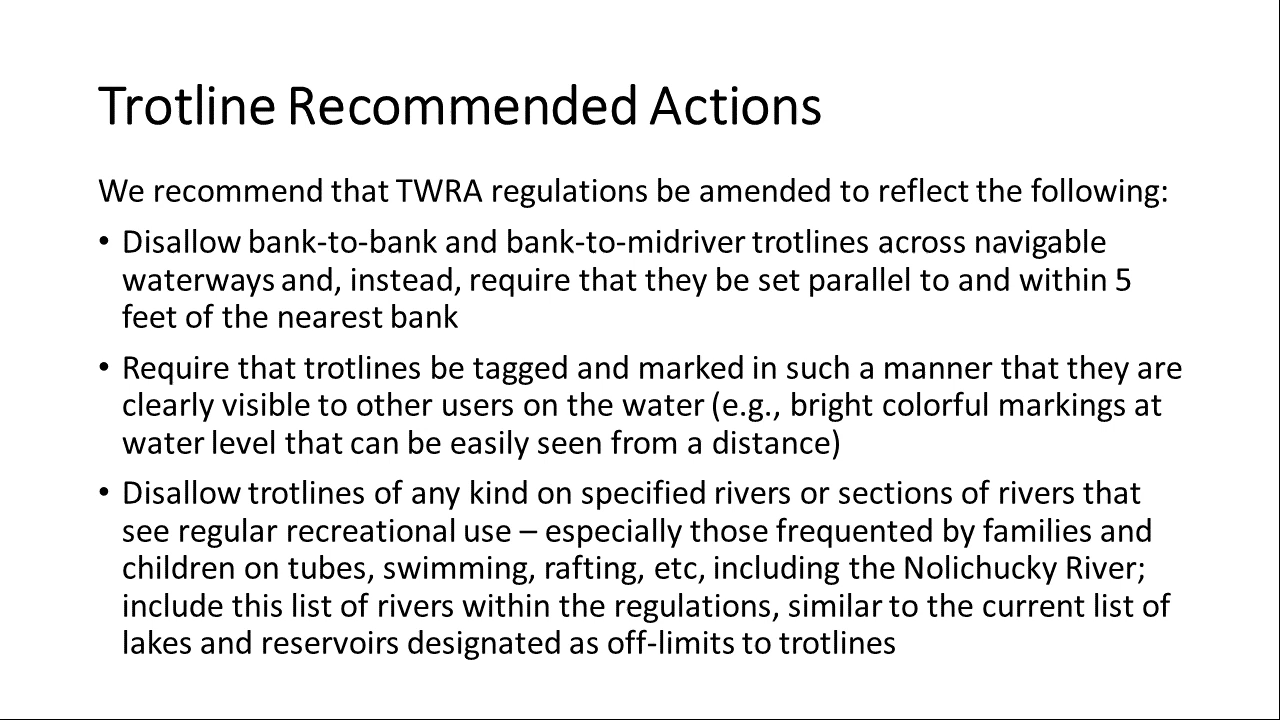 Trotline Recommended Actions
We recommend that TWRA regulations be amended to reflect the following:
• Disallow bank-to-bank and bank-to-midriver trotlines across navigable
waterways and, instead, require that they be set parallel to and within 5
feet of the nearest bank
• Require that trotlines be tagged and marked in such a manner that they are
clearly visible to other users on the water (e.g., bright colorful markings at
water level that can be easily seen from a distance)
• Disallow trotlines of any kind on specified rivers or sections of rivers that
see regular recreational use – especially those frequented by families and
children on tubes, swimming, rafting, etc, including the Nolichucky River;
include this list of rivers within the regulations, similar to the current list of
lakes and reservoirs designated as off-limits to trotlines